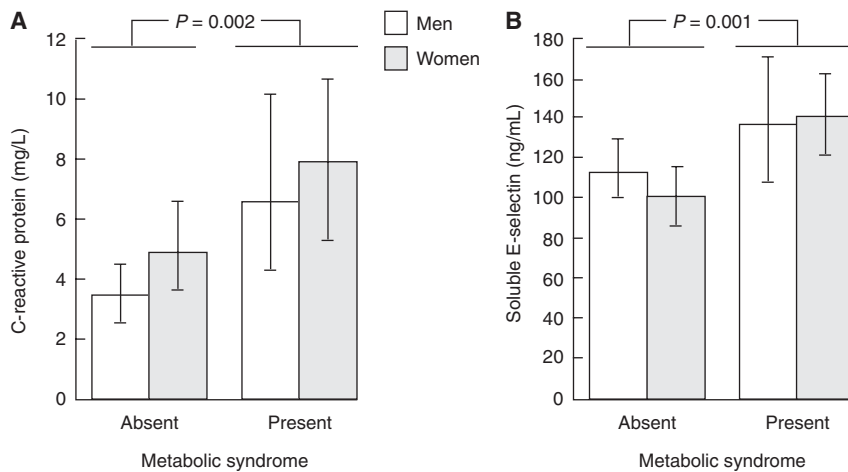 A
P = 0.002
Men
Women
12
10
8
6
4
2
0
C-reactive protein (mg/L)
Absent
Present
Metabolic syndrome
B
P = 0.001
180
160
140
120
100
80
60
40
20
0
Soluble E-selectin (ng/mL)
Absent
Present
Metabolic syndrome